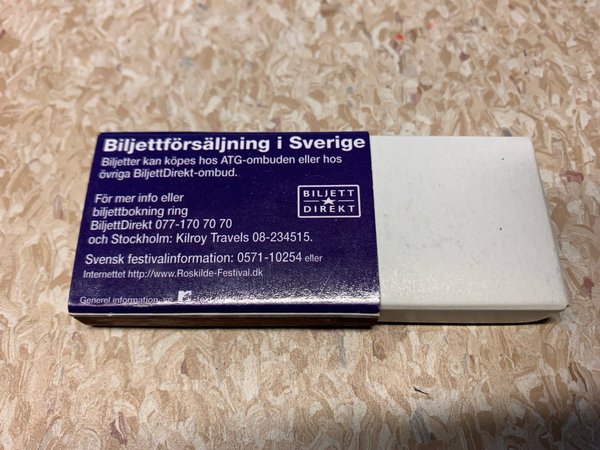 Biljettförsäljning i Sverige
Biljetter kan köpes hos ATG-ombuden eller hos
övriga BiljettDirekt-ombud.
För mer info eller
biljettbokning ring
BiljettDirekt 077-170 70 70
och Stockholm: Kilroy Travels 08-234515.
BILJETT
DIREKT
Svensk festivalinformation: 0571-10254 eller
Internettet http://www.Roskilde-Festival.dk
Generel information